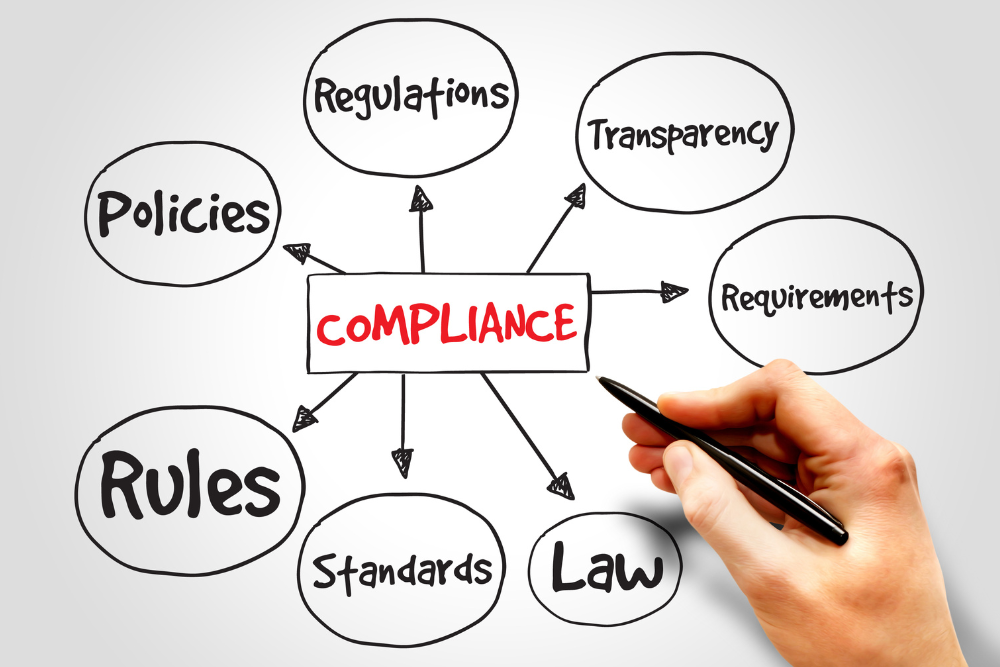 Regulations
Transparency
Policies
Requirements
COMPLIANCE
Rules
Standards
Law